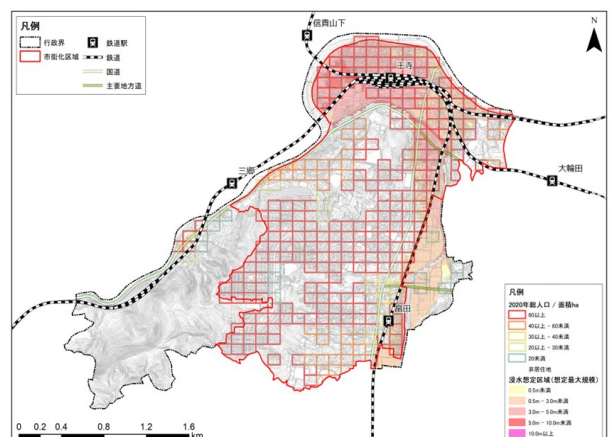 凡例
行政界
鉄道駅
市街化区域
鉄道
国道
主要地方道
信貴山下
N
王寺
三郷
大輪田
畠田
凡例
2020年総人口 / 面積ha
60以上
40以上 - 60未満
30以上 - 40未満
20以上 - 30未満
20未満
非居住地
浸水想定区域(想定最大規模)
0.5m未満
0.5m - 3.0m未満
3.0m - 5.0m未満
5.0m - 10.0m未満
10.0m以上
0 0.2 0.4 0.8 1.2 1.6
km